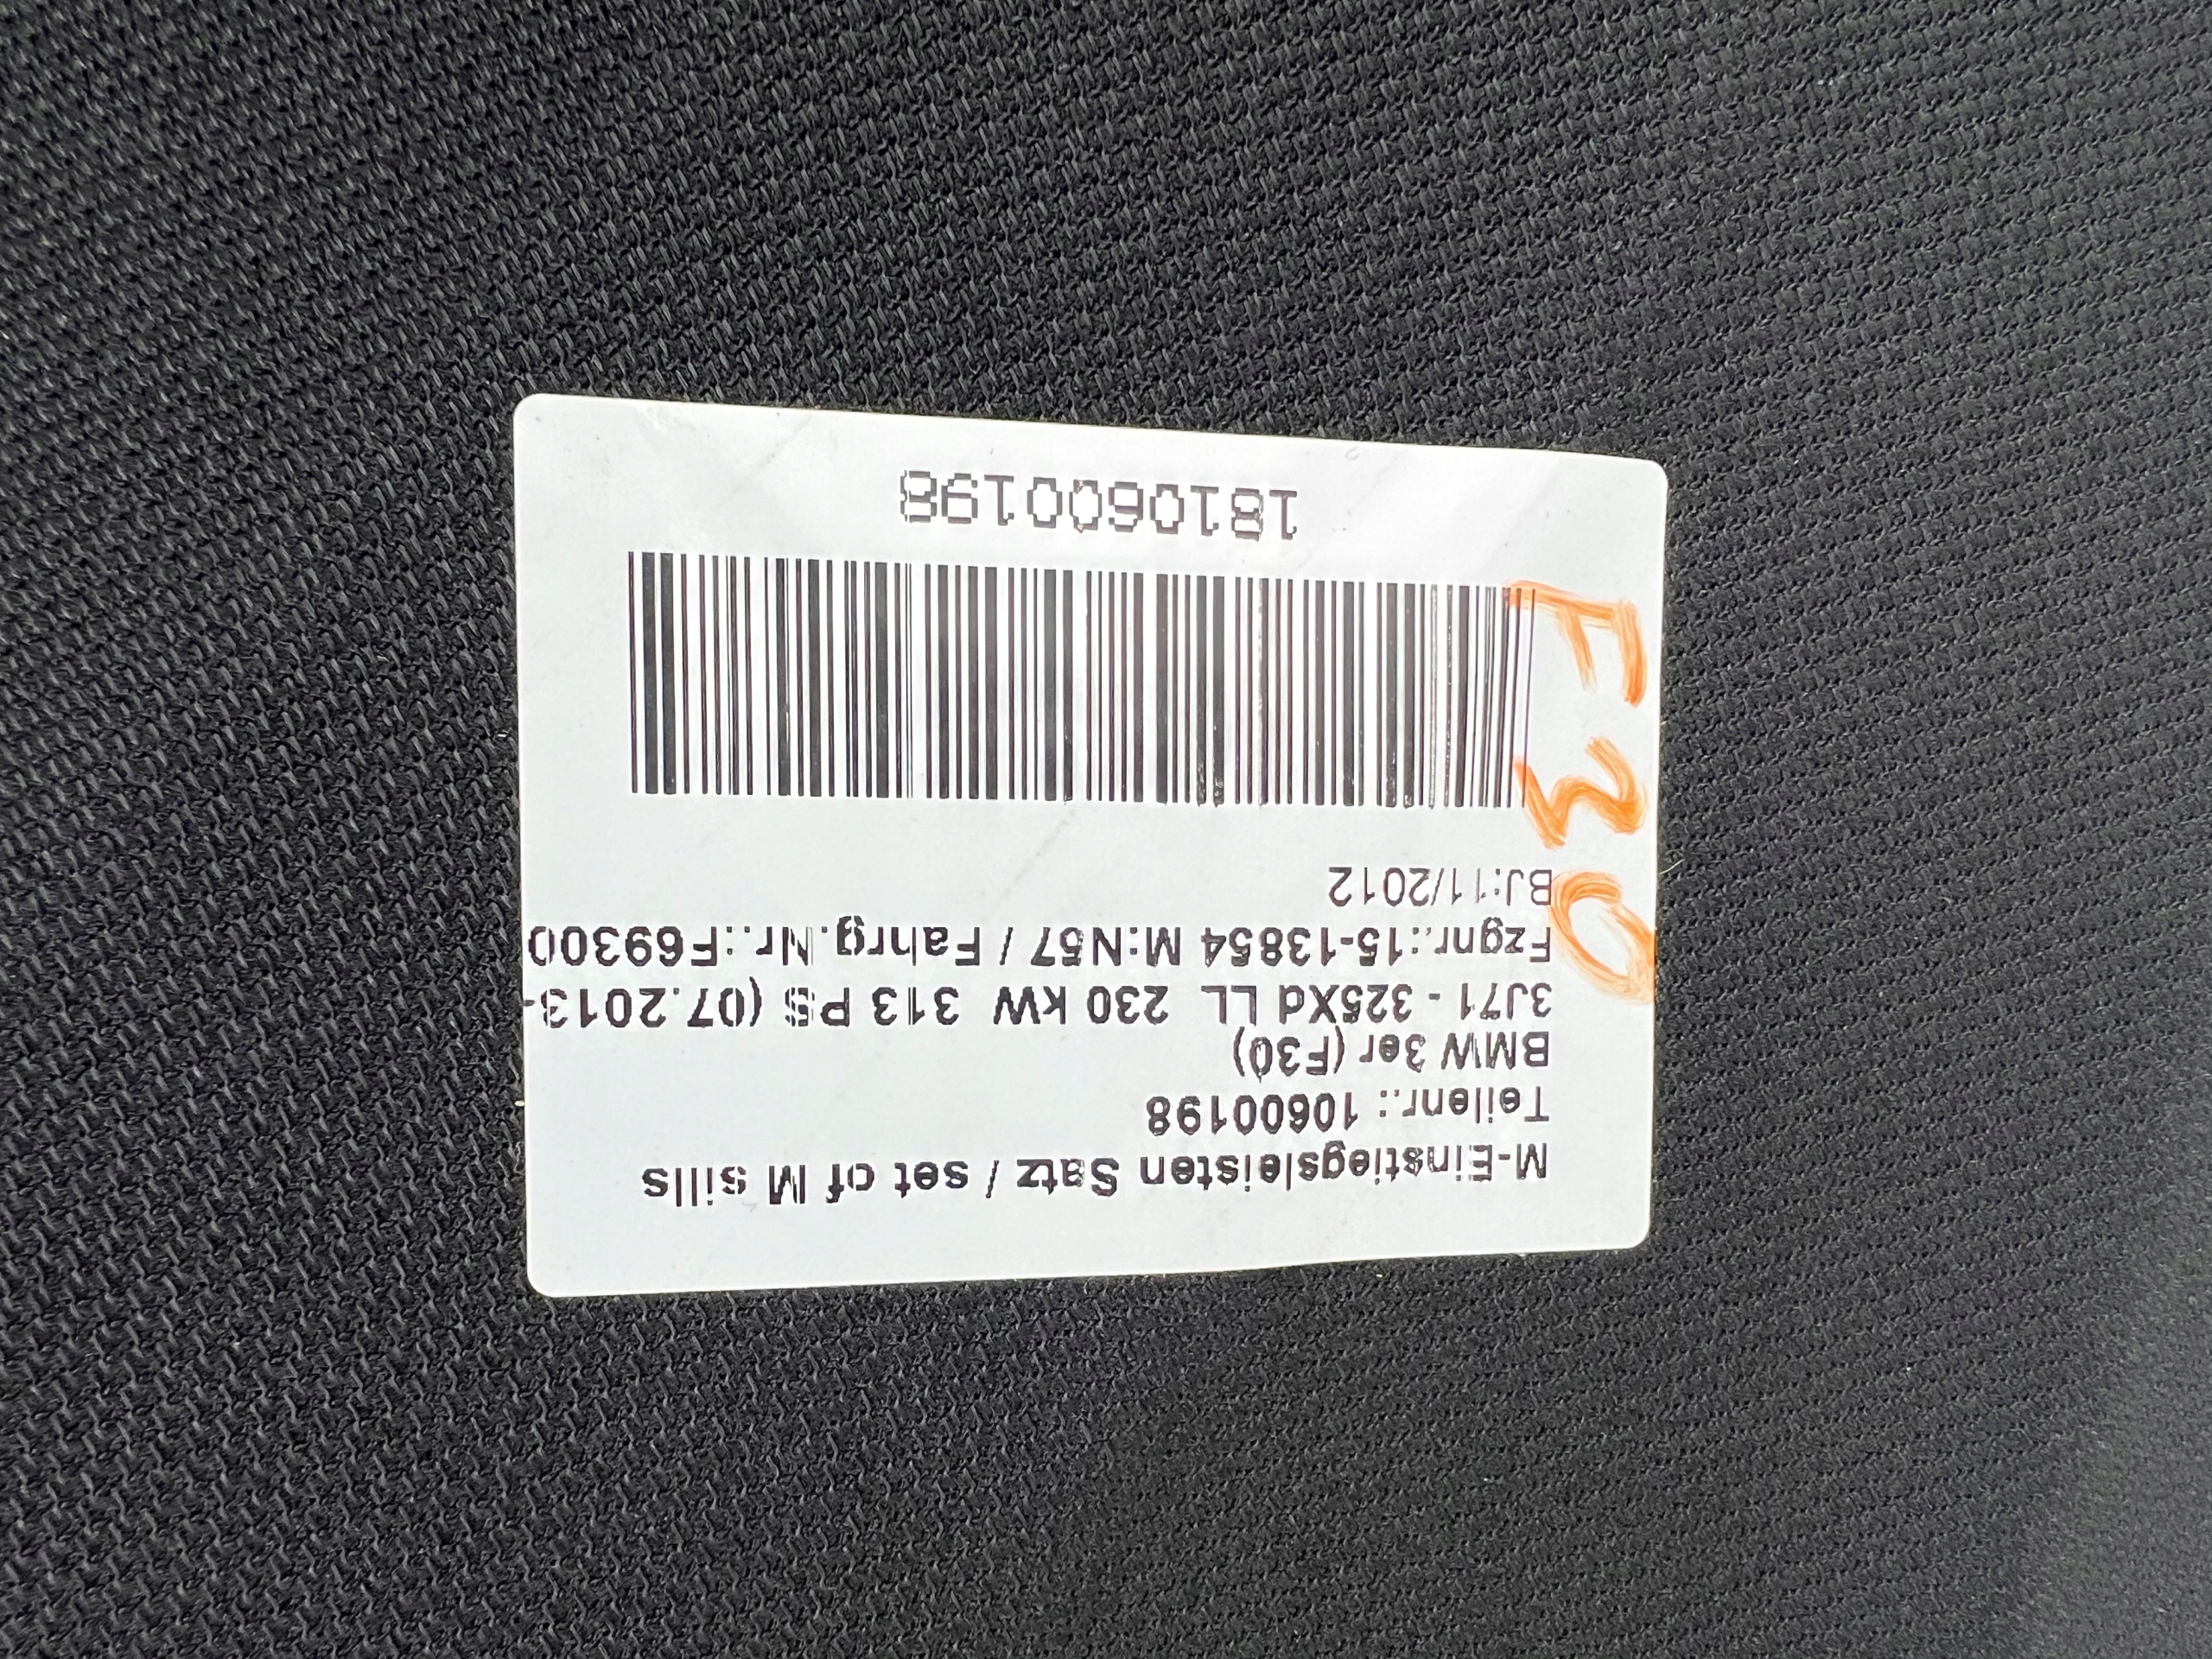 M-Einstiegsleisten Satz / set of M sills
Teilenr.: 10600198
BMW 3er (F30)
3J71 - 325Xd LL 230 kW 313 PS (07.2013-
Fzgnr.:15-13854 M:N57 / Fahrg.Nr.:F69300
BJ:11/2012
1810600198
F30